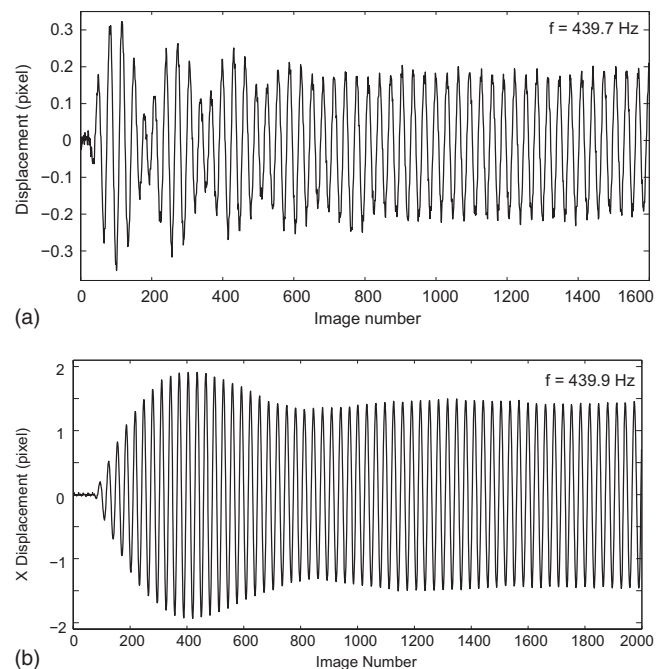 f = 439.7 Hz
0.3
0.2
0.1
0
−0.1
−0.2
−0.3
Displacement (pixel)
0 200 400 600 800 1000 1200 1400 1600
Image number
(a)
f = 439.9 Hz
2
1
0
−1
−2
X Displacement (pixel)
0 200 400 600 800 1000 1200 1400 1600 1800 2000
Image Number
(b)